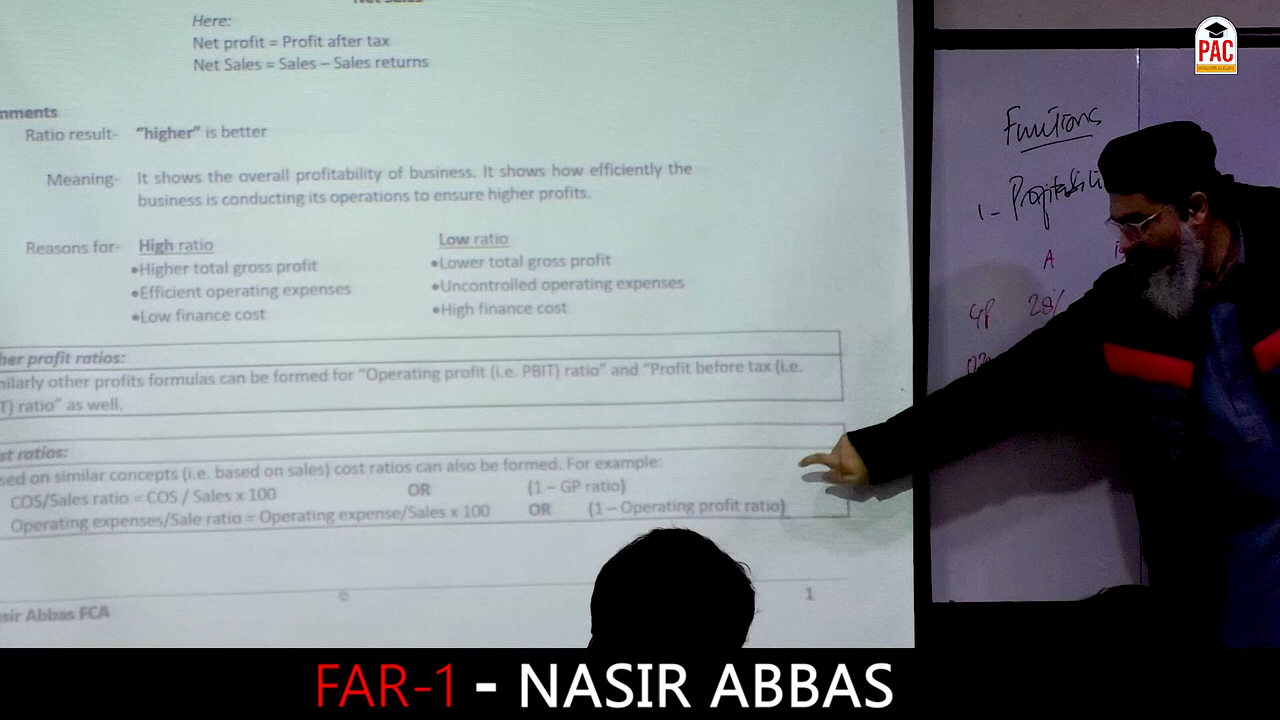 Net Sales
Here:
Net profit = Profit after tax
Net Sales = Sales – Sales returns
nments
Ratio result- “higher” is better
Meaning- It shows the overall profitability of business. It shows how efficiently the
business is conducting its operations to ensure higher profits.
Reasons for- High ratio Low ratio
•Higher total gross profit •Lower total gross profit
•Efficient operating expenses •Uncontrolled operating expenses
•Low finance cost •High finance cost
her profit ratios:
milarly other profits formulas can be formed for “Operating profit (i.e. PBIT) ratio” and “Profit before tax (i.e.
T) ratio” as well.
st ratios:
sed on similar concepts (i.e. based on sales) cost ratios can also be formed. For example:
COS/Sales ratio = COS / Sales x 100 OR (1 – GP ratio)
Operating expenses/Sale ratio = Operating expense/Sales x 100 OR (1 – Operating profit ratio)
sir Abbas FCA 1
PAC
Functions
1- Profitabili
A
GP 20%
FAR-1 - NASIR ABBAS